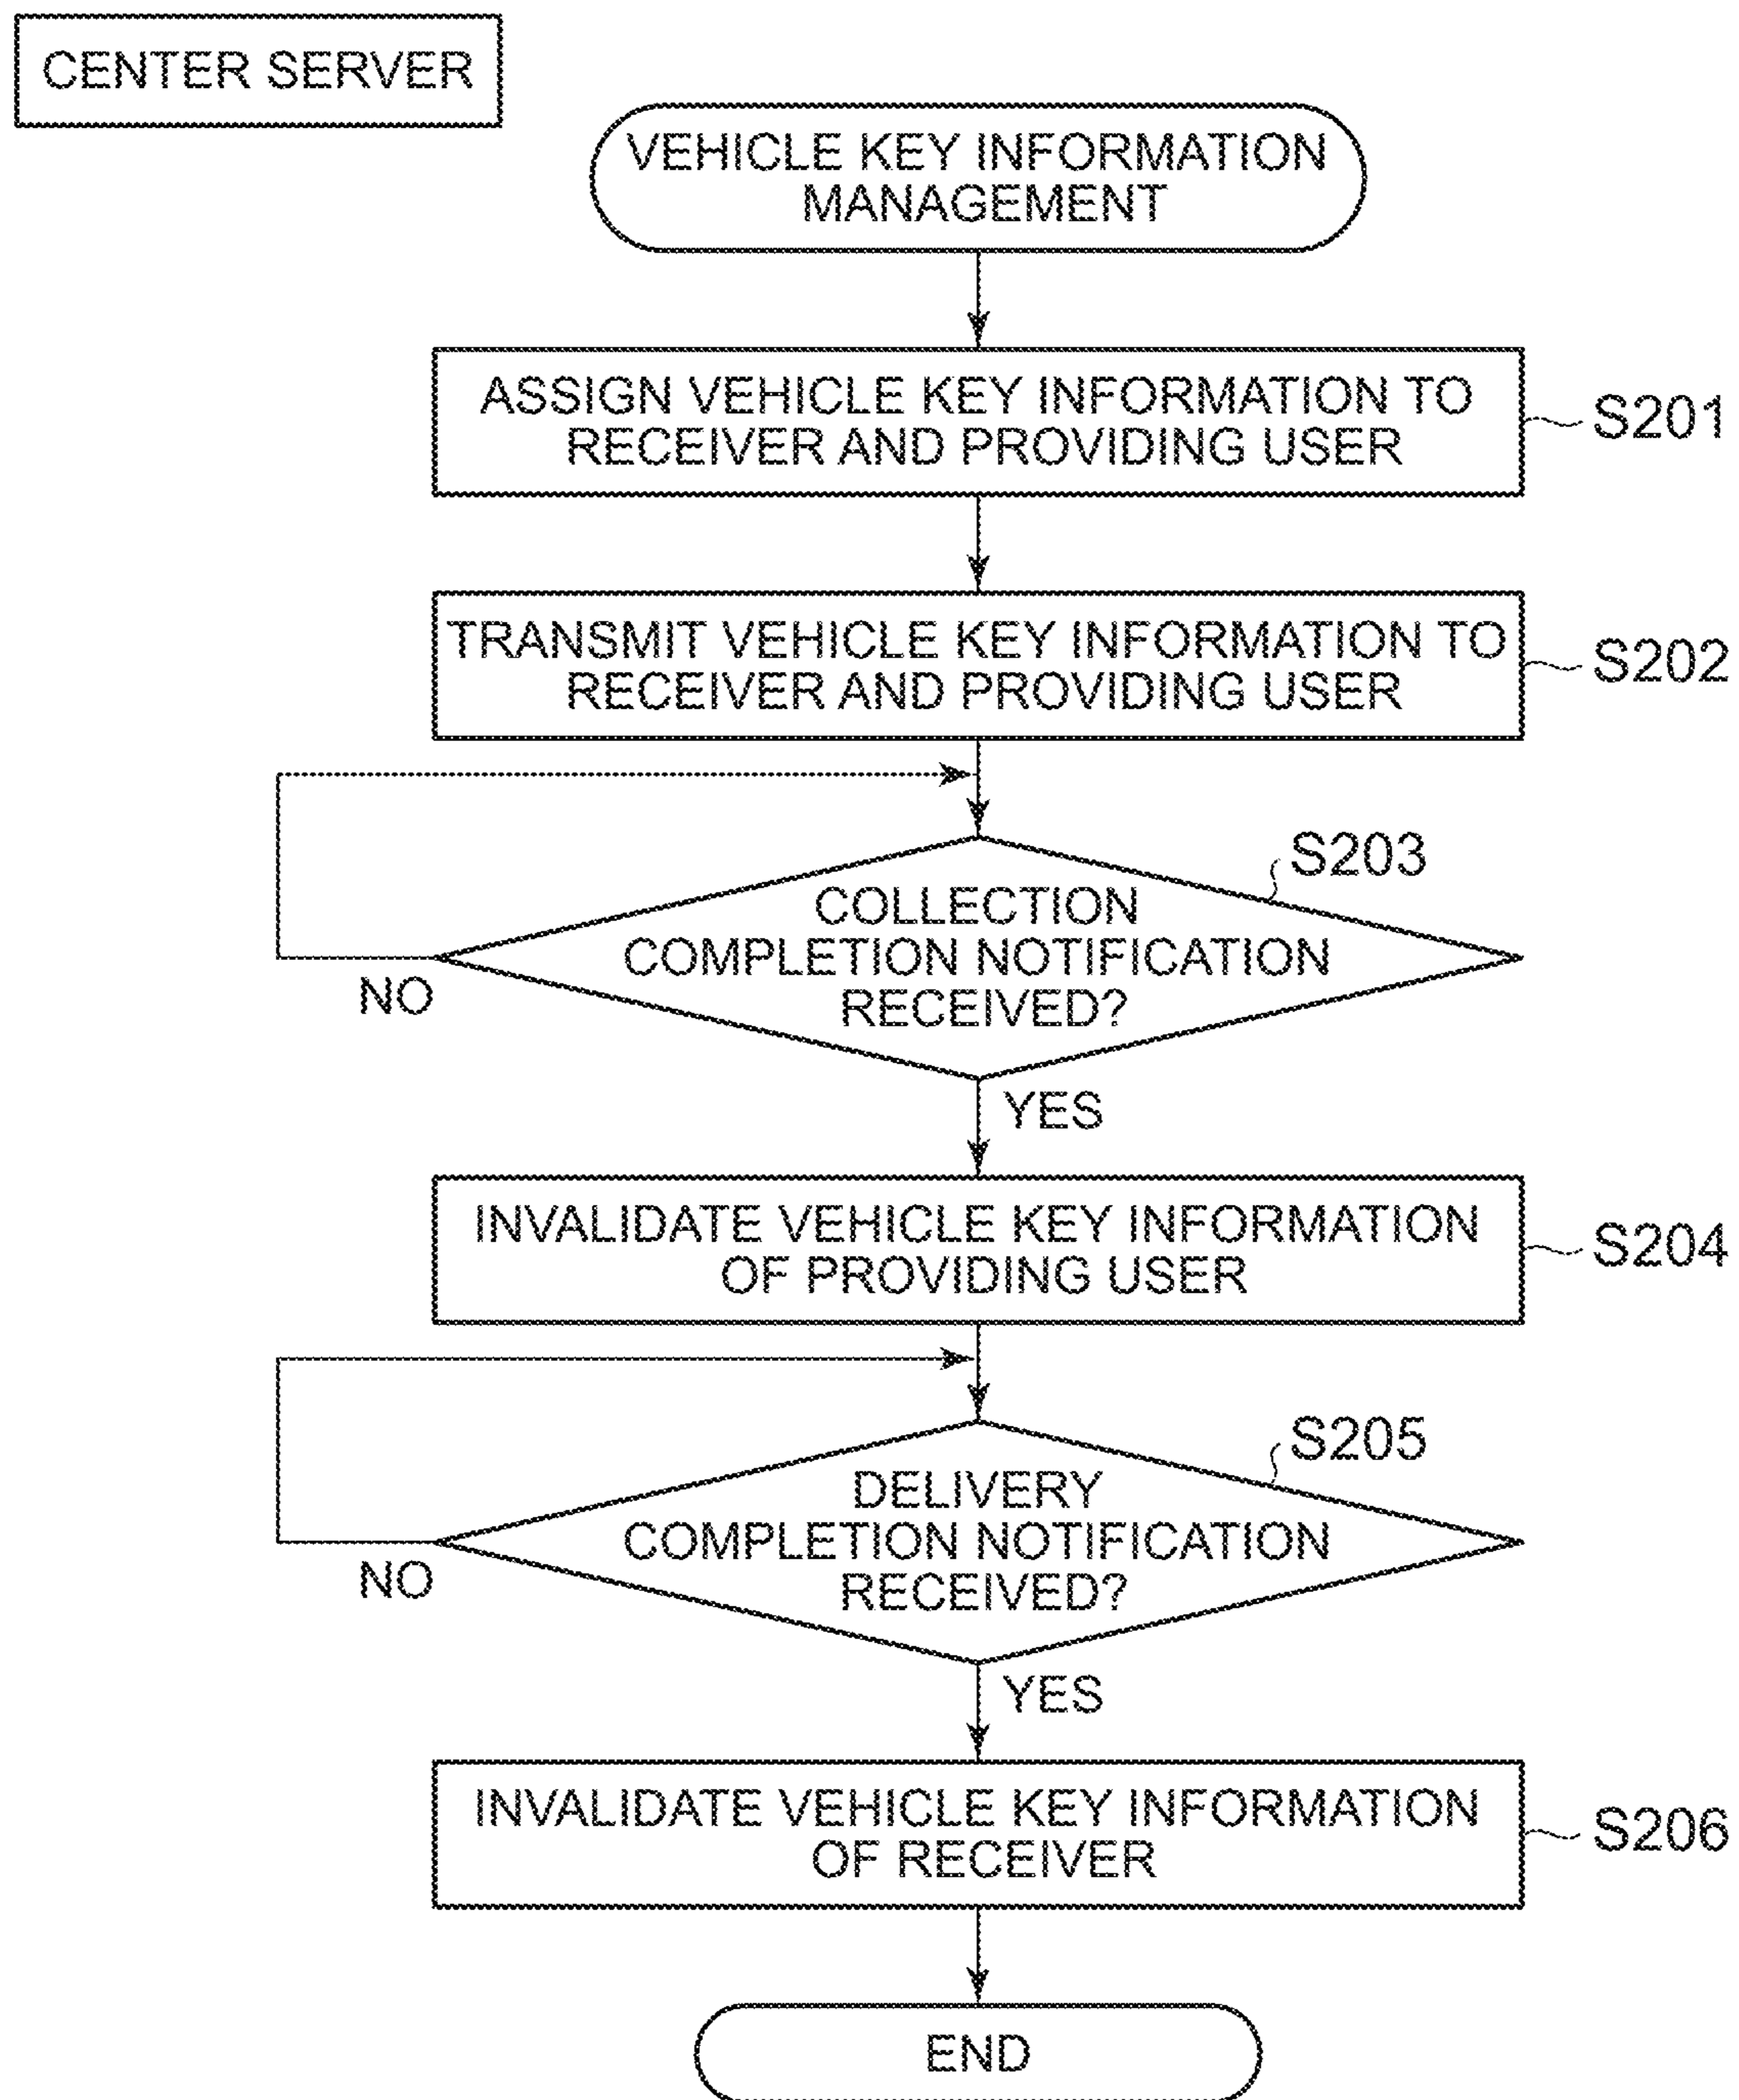 CENTER SERVER
VEHICLE KEY INFORMATION
MANAGEMENT
ASSIGN VEHICLE KEY INFORMATION TO
RECEIVER AND PROVIDING USER
S201
TRANSMIT VEHICLE KEY INFORMATION TO
RECEIVER AND PROVIDING USER
S202
S203
COLLECTION
COMPLETION NOTIFICATION
RECEIVED?
NO
YES
INVALIDATE VEHICLE KEY INFORMATION
OF PROVIDING USER
S204
S205
DELIVERY
COMPLETION NOTIFICATION
RECEIVED?
NO
YES
INVALIDATE VEHICLE KEY INFORMATION
OF RECEIVER
S206
END